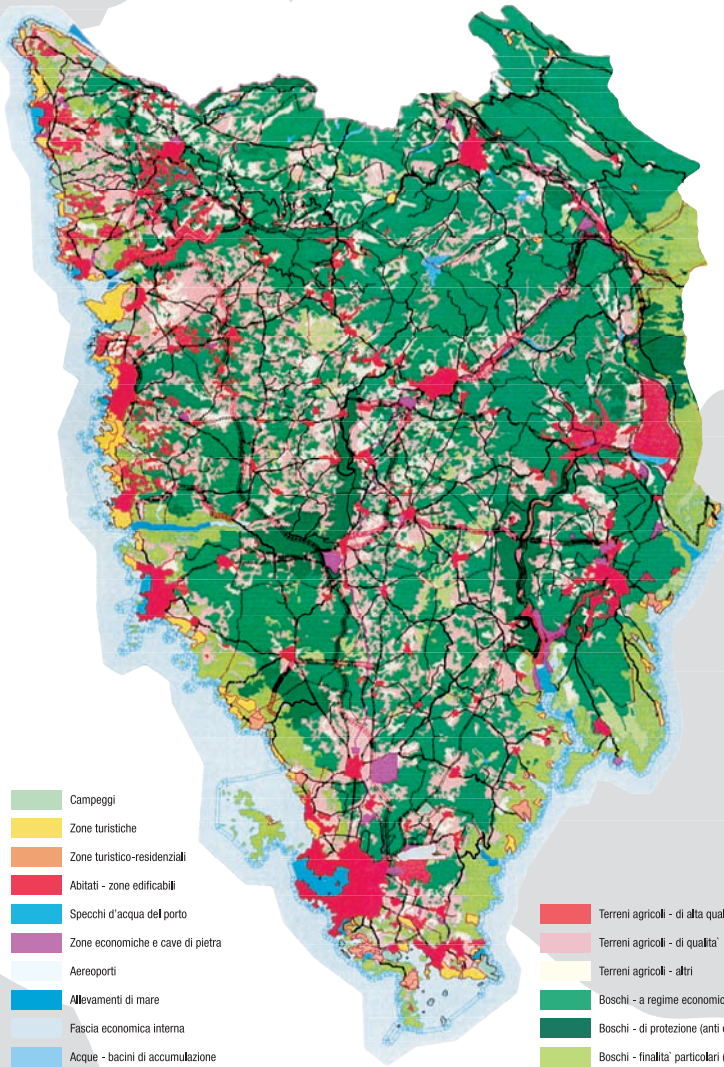 Campeggi
Zone turistiche
Zone turistico-residenziali
Abitati - zone edificabili
Specchi d'acqua del porto
Zone economiche e cave di pietra
Aereoporti
Allevamenti di mare
Fascia economica interna
Acque - bacini di accumulazione
Terreni agricoli - di alta qual
Terreni agricoli - di qualita`
Terreni agricoli - altri
Boschi - a regime economic
Boschi - di protezione (anti
Boschi - finalita` particolari (